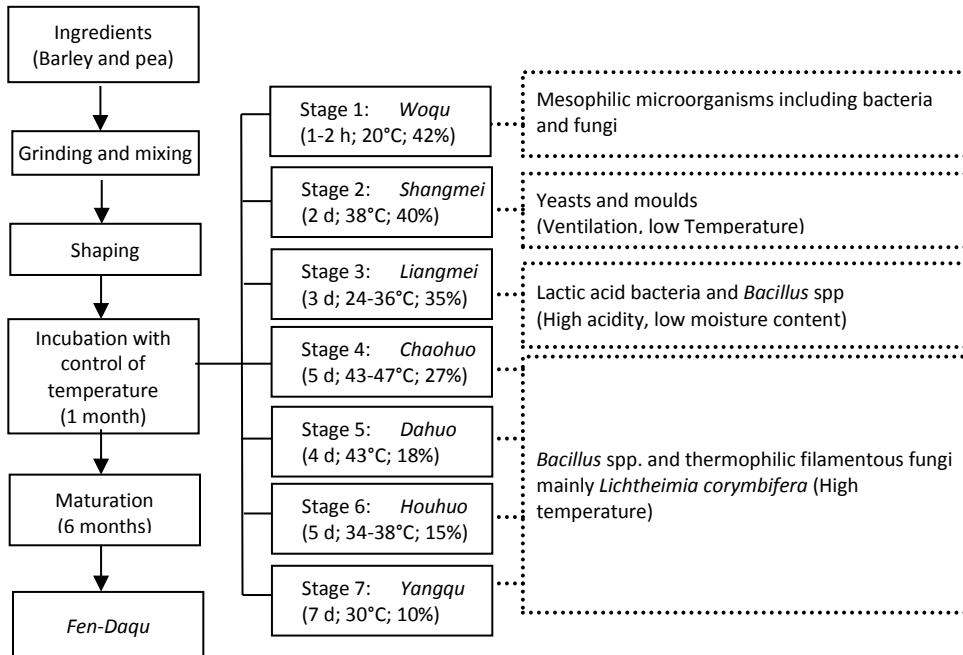 Ingredients
(Barley and pea)
Grinding and mixing
Shaping
Incubation with
control of
temperature
(1 month)
Maturation
(6 months)
Fen-Daqu
Stage 1: Woqu
(1-2 h; 20°C; 42%)
Stage 2: Shangmei
(2 d; 38°C; 40%)
Stage 3: Liangmei
(3 d; 24-36°C; 35%)
Stage 4: Chaohuo
(5 d; 43-47°C; 27%)
Stage 5: Dahuo
(4 d; 43°C; 18%)
Stage 6: Houhuo
(5 d; 34-38°C; 15%)
Stage 7: Yangqu
(7 d; 30°C; 10%)
Mesophilic microorganisms including bacteria
and fungi
Yeasts and moulds
(Ventilation, low Temperature)
Lactic acid bacteria and Bacillus spp
(High acidity, low moisture content)
Bacillus spp. and thermophilic filamentous fungi
mainly Lichtheimia corymbifera (High
temperature)